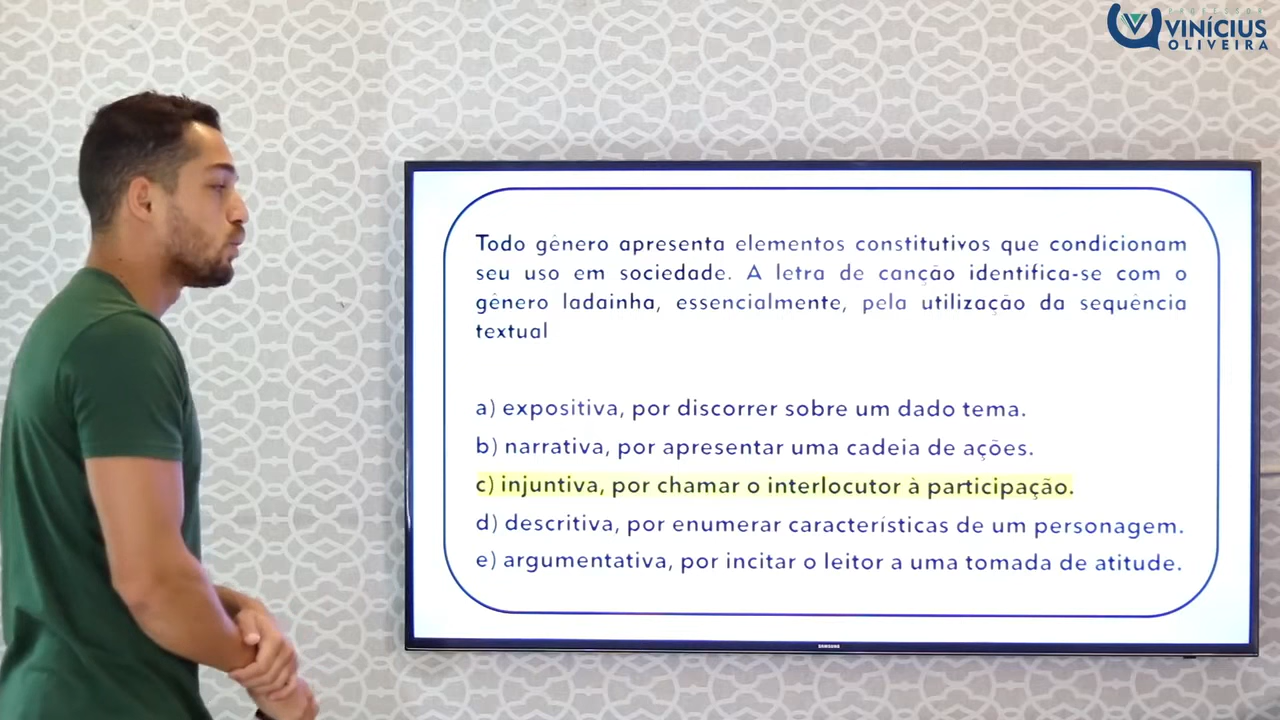 PROFESSOR
VINÍCIUS
OLIVEIRA
Todo gênero apresenta elementos constitutivos que condicionam
seu uso em sociedade. A letra de canção identifica-se com o
gênero ladainha, essencialmente, pela utilização da sequência
textual
a) expositiva, por discorrer sobre um dado tema.
b) narrativa, por apresentar uma cadeia de ações.
c) injuntiva, por chamar o interlocutor à participação.
d) descritiva, por enumerar características de um personagem.
e) argumentativa, por incitar o leitor a uma tomada de atitude.
SAMSUNG